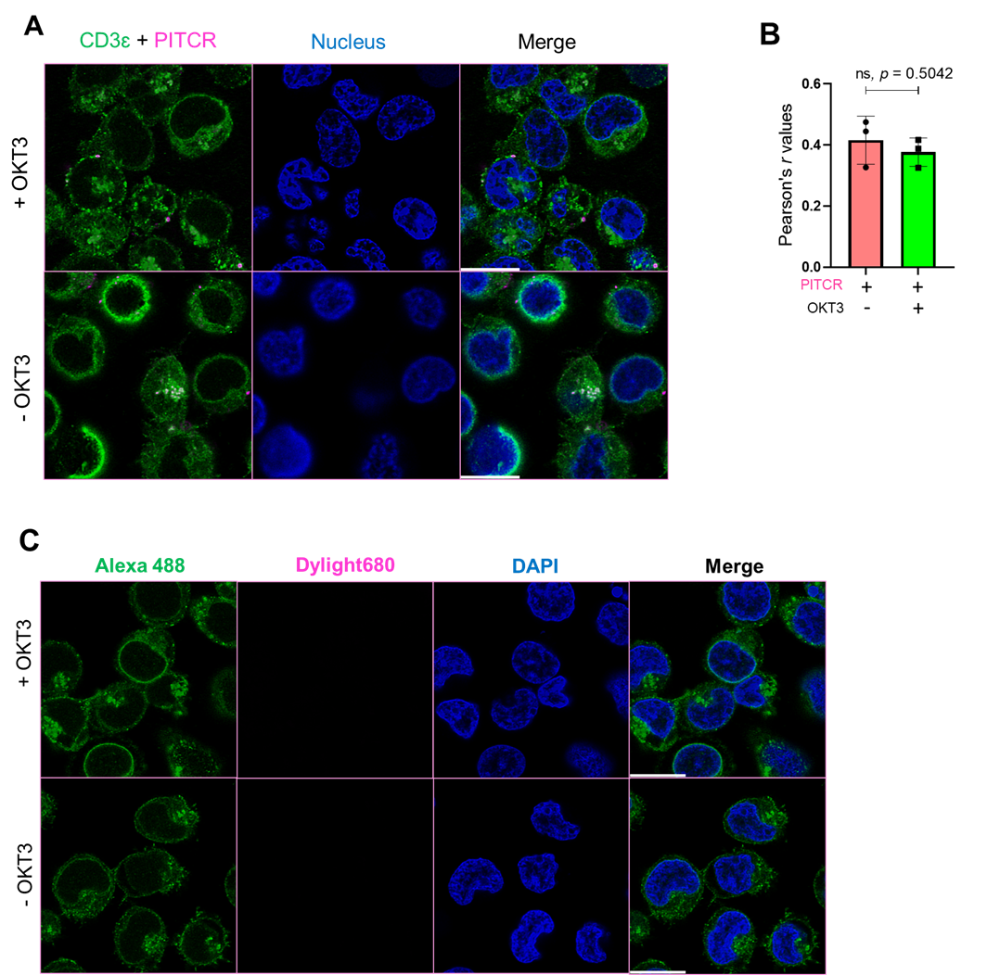 A
CD3ε + PITCR
Nucleus
Merge
+ OKT3
- OKT3
B
ns, p = 0.5042
Pearson's r values
0.6
0.4
0.2
0.0
PITCR + +
OKT3 - +
C
Alexa 488
Dylight680
DAPI
Merge
+ OKT3
- OKT3